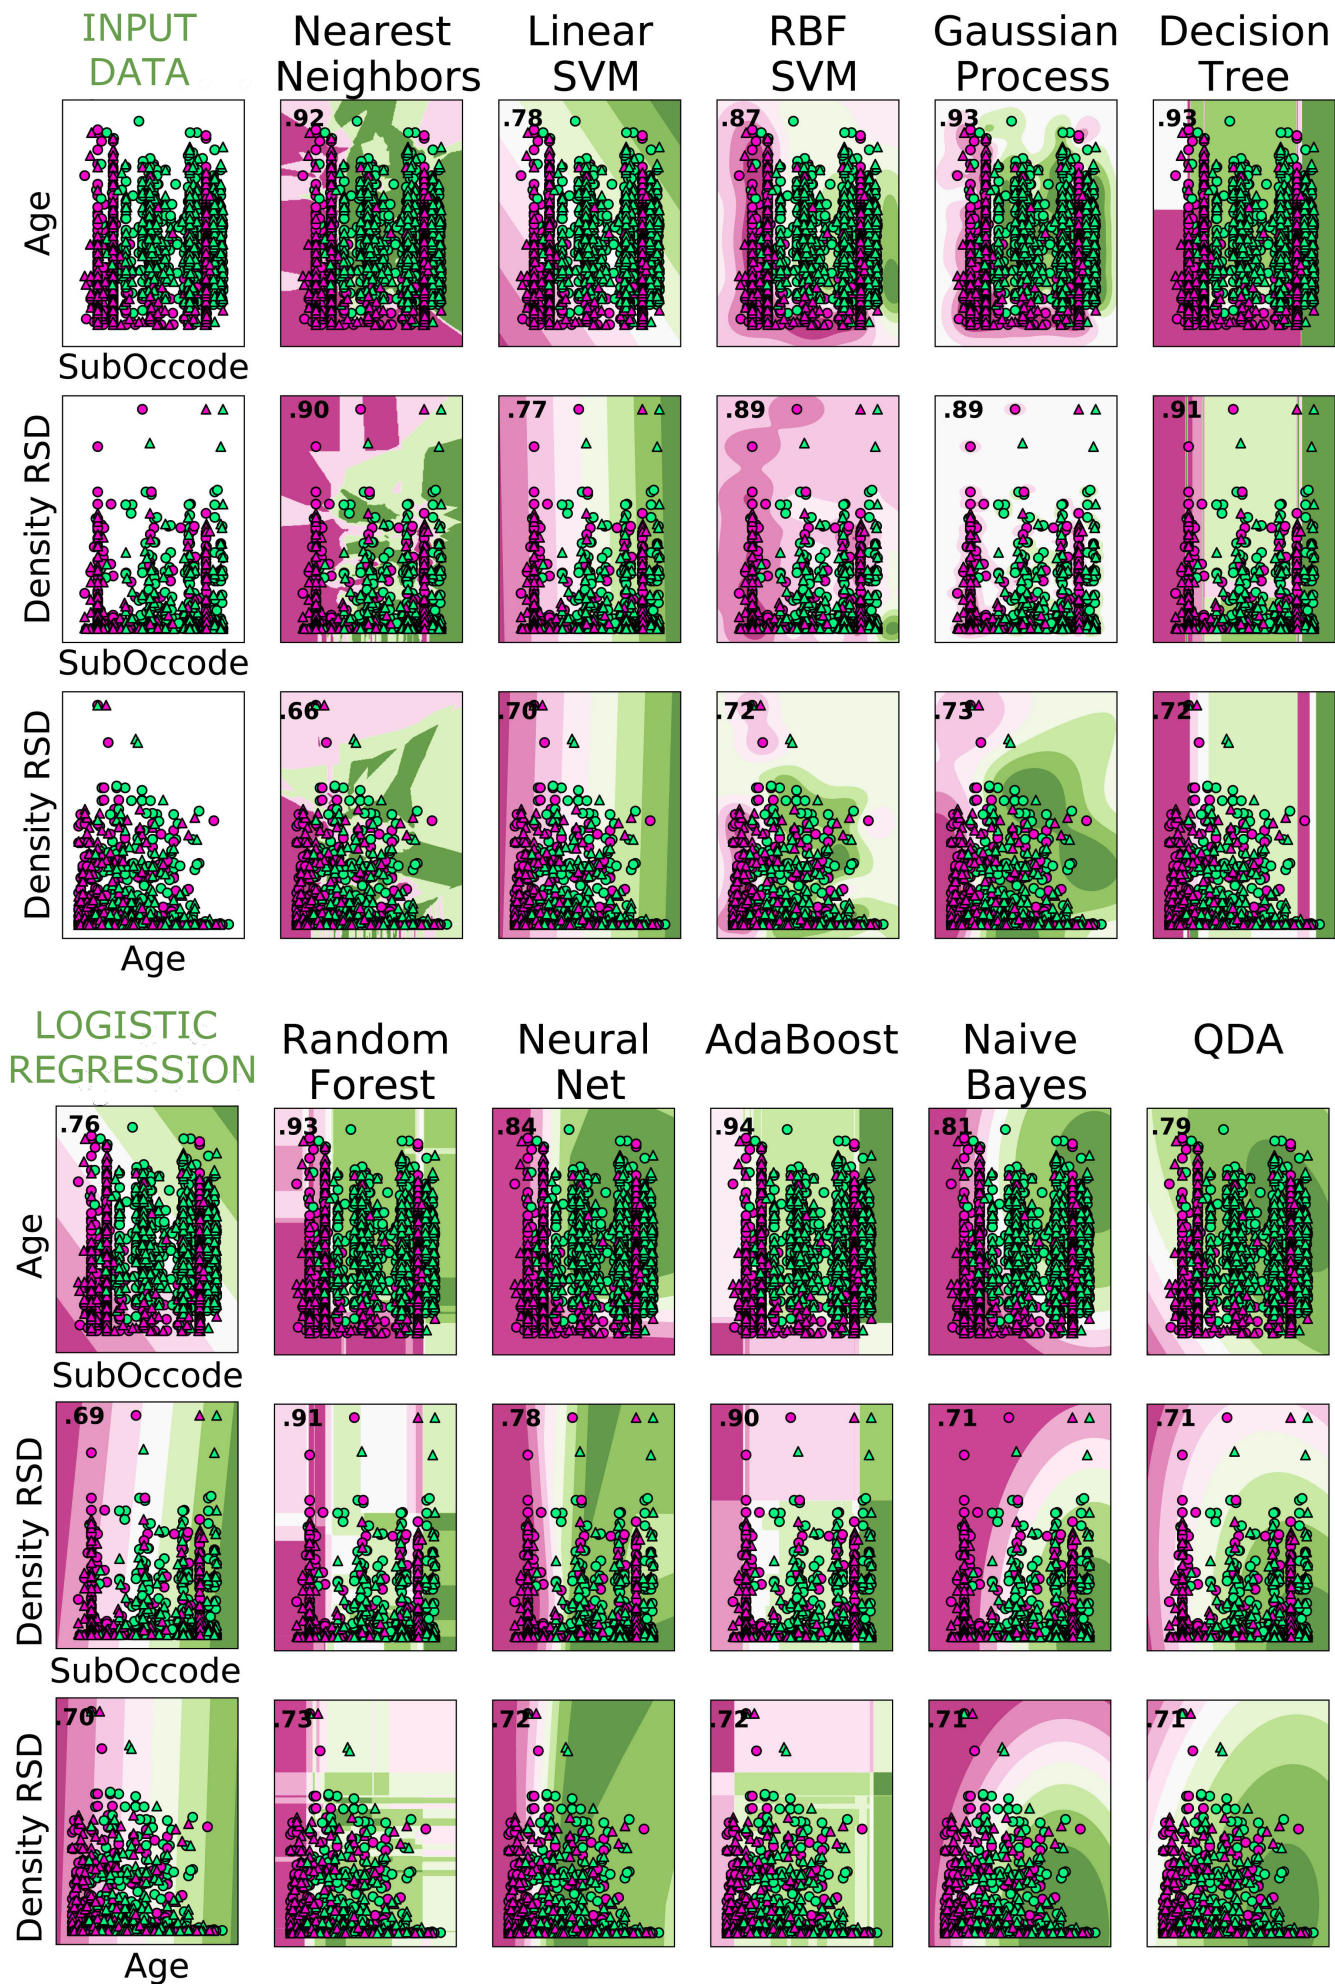 INPUT
DATA
Nearest
Neighbors
Linear
SVM
RBF
SVM
Gaussian
Process
Decision
Tree
Age
.92
.78
.87
.93
.93
SubOccode
Density RSD
.90
.77
.89
.89
.91
SubOccode
Density RSD
.66
.70
.72
.73
.72
Age
LOGISTIC
REGRESSION
Random
Forest
Neural
Net
AdaBoost
Naive
Bayes
QDA
Age
.76
.93
.84
.94
.81
.79
SubOccode
Density RSD
.69
.91
.78
.90
.71
.71
SubOccode
Density RSD
.70
.73
.72
.72
.71
.71
Age